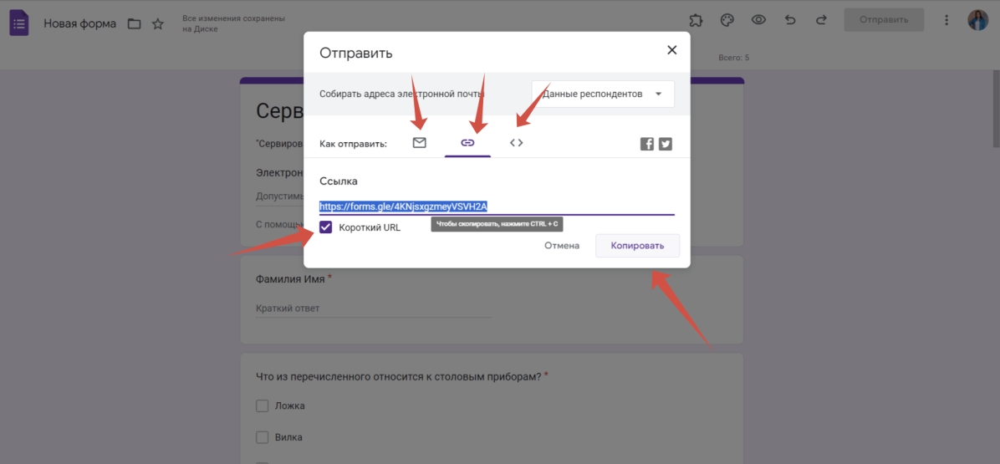 Новая форма
Все изменения сохранены
на Диске
Отправить
Всего: 5
Отправить
Собирать адреса электронной почты
Данные респондентов
Как отправить:
Ссылка
https://forms.gle/4KNjsxgzmeyVSVH2A
Чтобы скопировать, нажмите CTRL + C
Короткий URL
Отмена
Копировать
Серв
"Сервиров
Электрон
Допустимы
С помощью
Фамилия Имя *
Краткий ответ
Что из перечисленного относится к столовым приборам? *
Ложка
Вилка